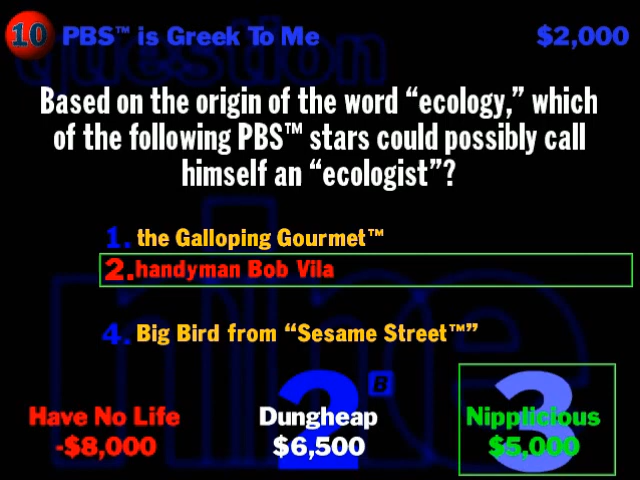 10 PBS™ is Greek To Me $2,000
question
Based on the origin of the word “ecology,” which
of the following PBS™ stars could possibly call
himself an “ecologist”?
1. the Galloping Gourmet™
2. handyman Bob Vila
4. Big Bird from “Sesame Street™”
2 B 3
Have No Life Dungheap Nipplicious
-$8,000 $6,500 $5,000